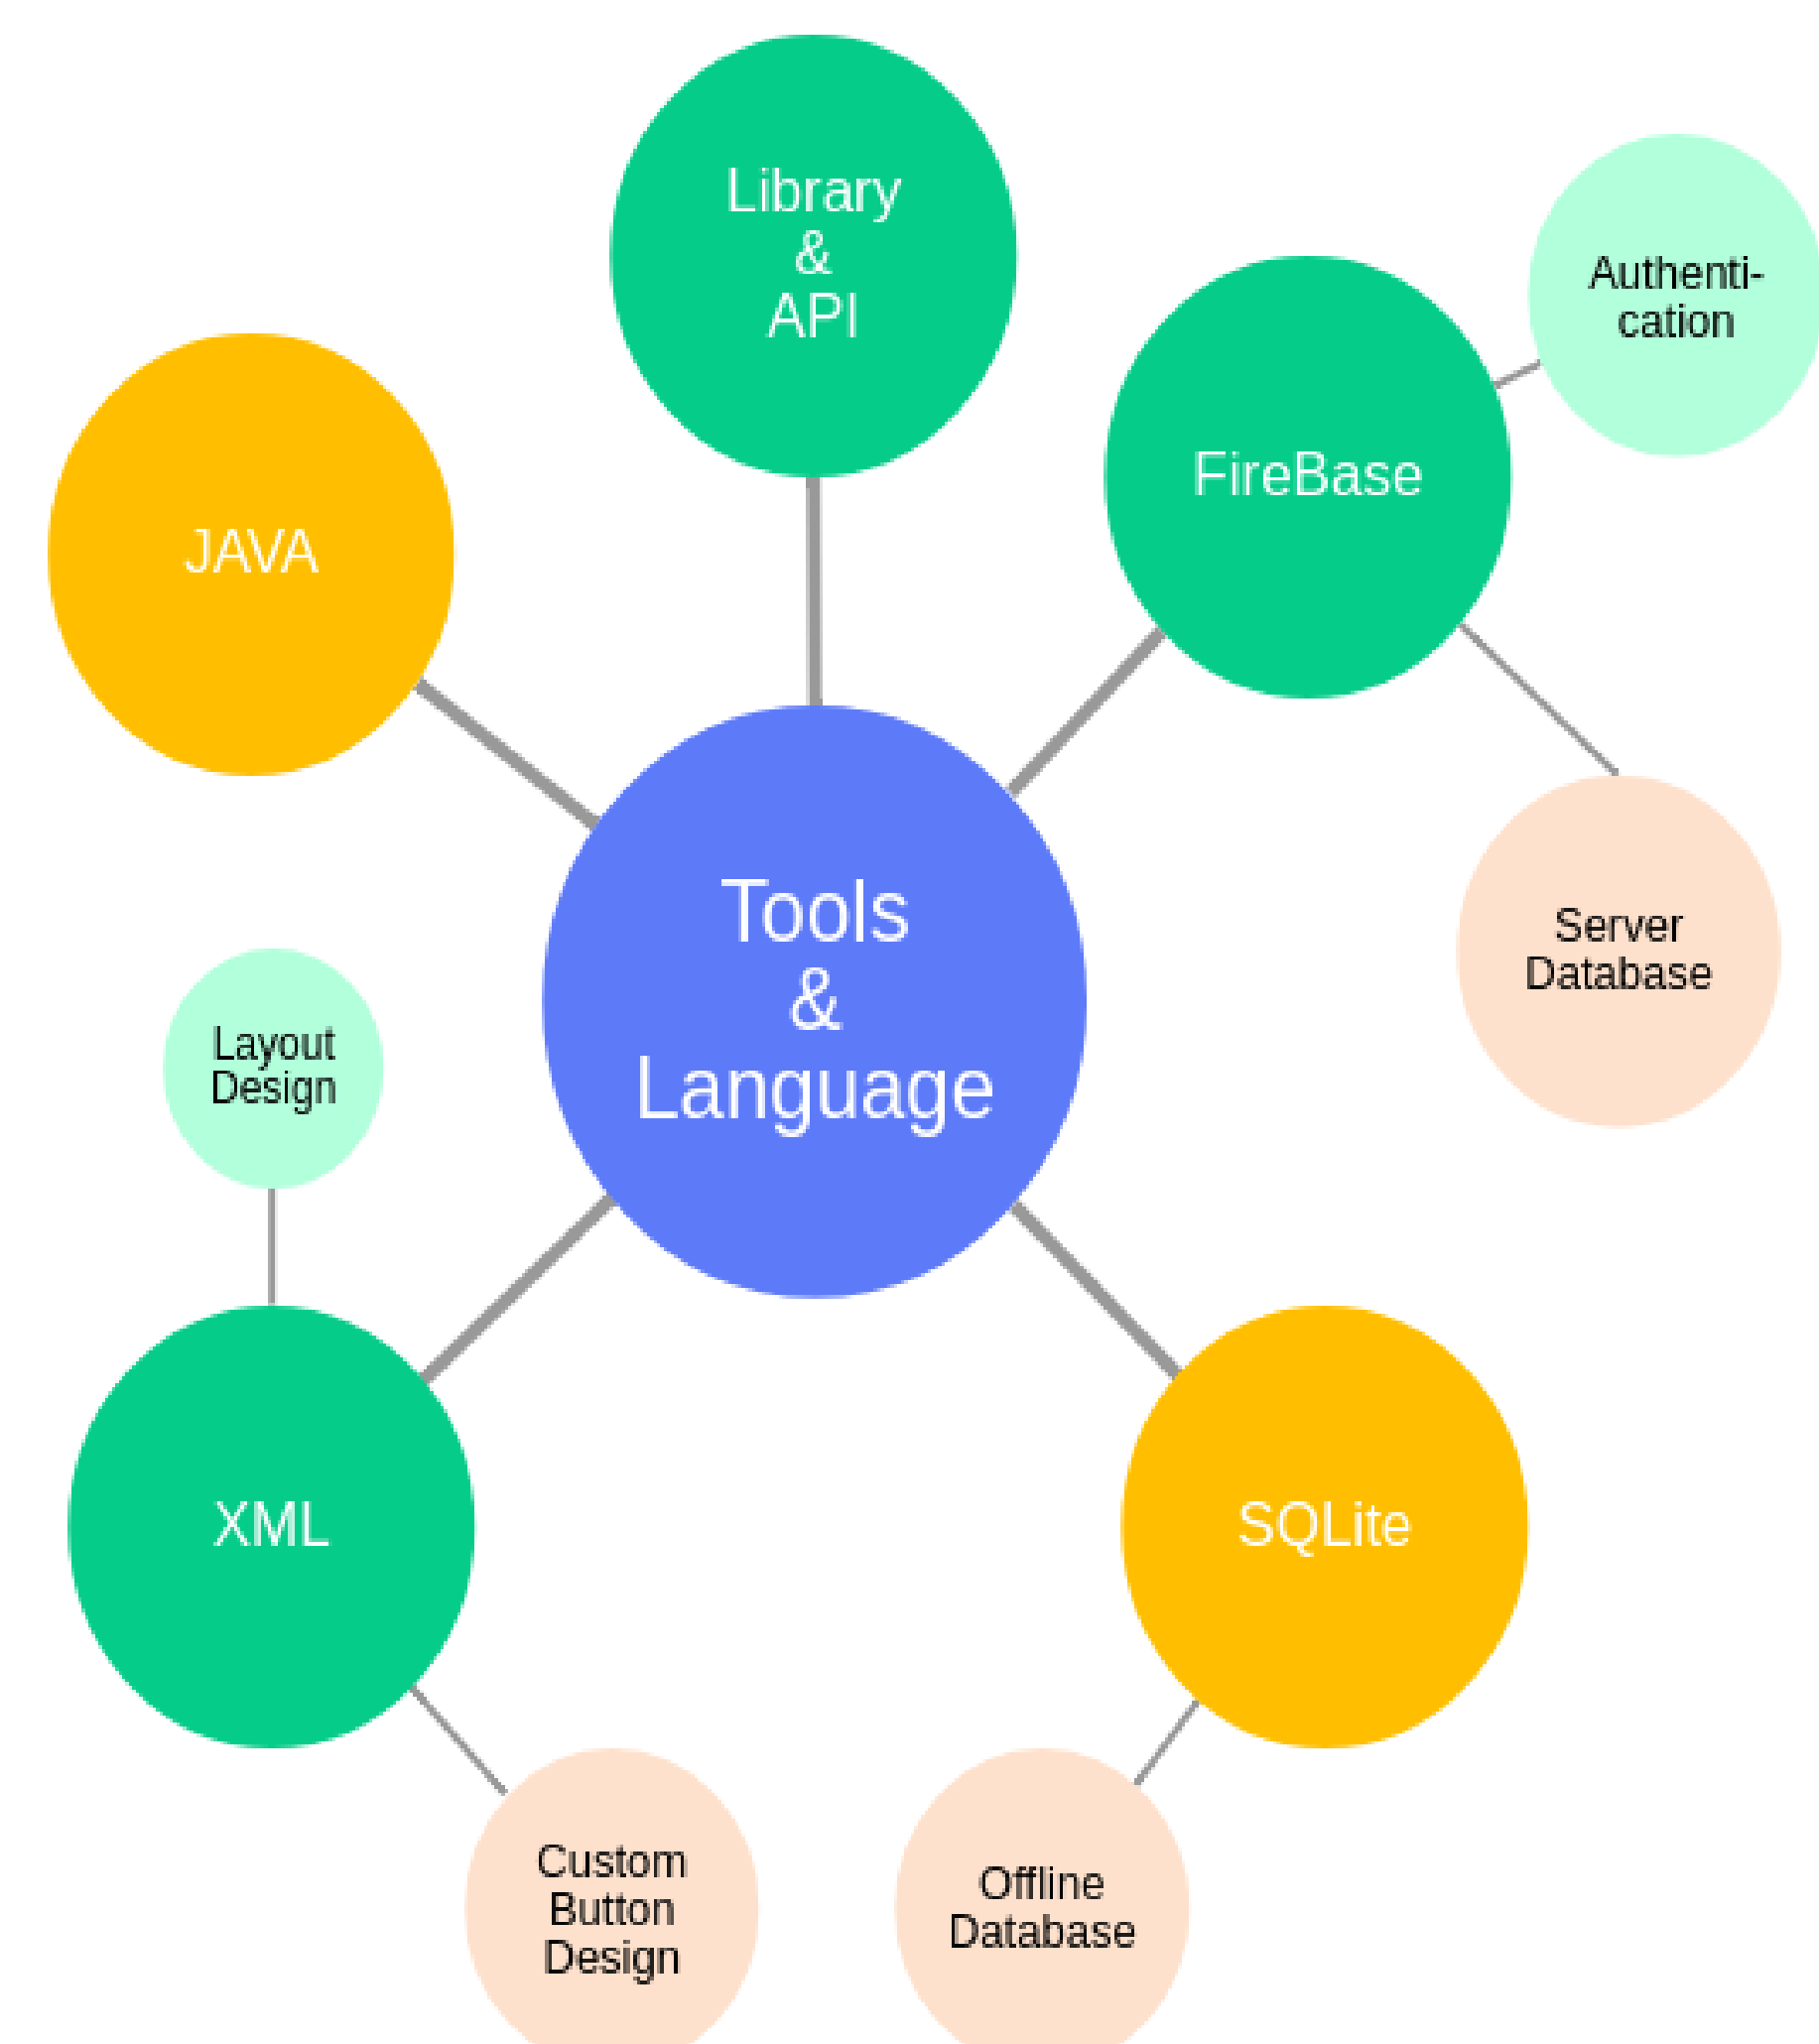 Library
&
API
Authenti-
cation
FireBase
JAVA
Tools
&
Language
Server
Database
Layout
Design
XML
SQLite
Custom
Button
Design
Offline
Database